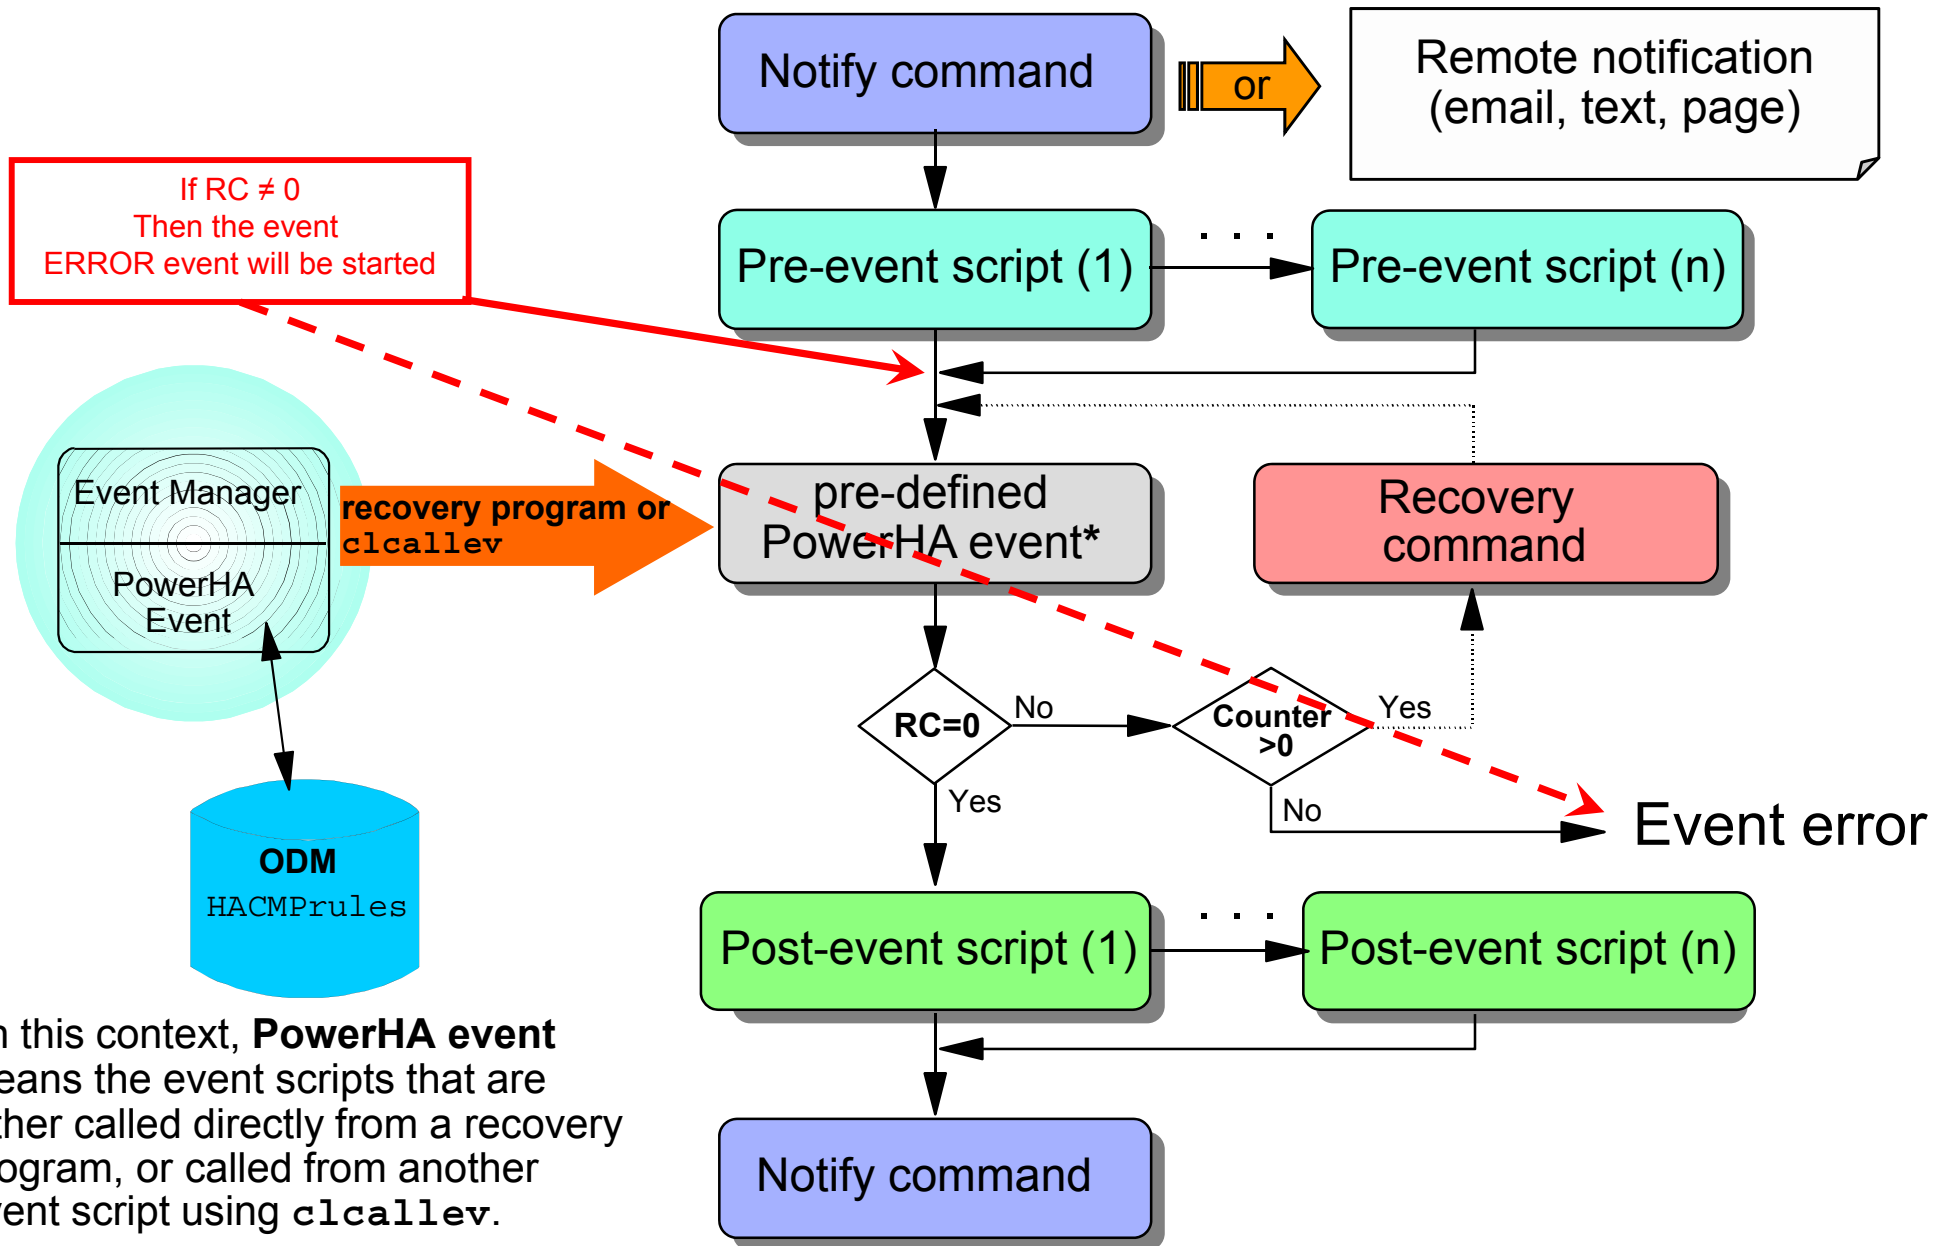 Notify command
or
Remote notification
(email, text, page)
If RC ≠ 0
Then the event
ERROR event will be started
Pre-event script (1)
. . .
Pre-event script (n)
Event Manager
PowerHA
Event
recovery program or
clcallev
pre-defined
PowerHA event*
Recovery
command
RC=0
No
Counter
>0
Yes
Yes
No
Event error
ODM
HACMPrules
Post-event script (1)
. . .
Post-event script (n)
this context, PowerHA event
the event scripts that are
called directly from a recovery
or called from another
script using clcallev.
Notify command